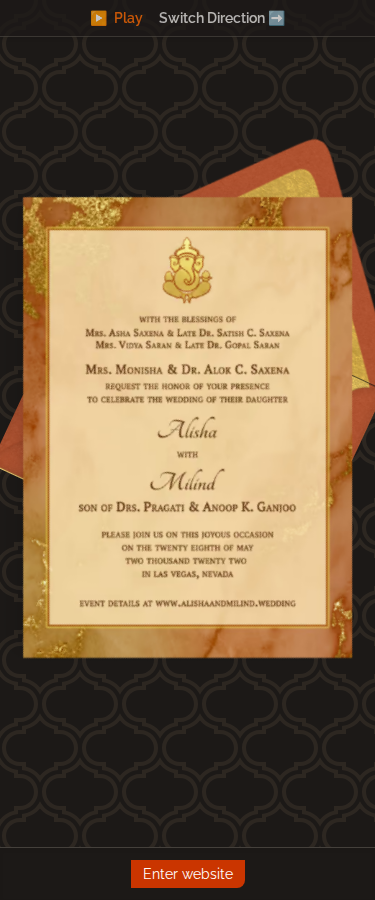 Play Switch Direction
WITH THE BLESSINGS OF
MRS. ASHA SAXENA & LATE DR. SATISH C. SAXENA
MRS. VIDYA SARAN & LATE DR. GOPAL SARAN
MRS. MONISHA & DR. ALOK C. SAXENA
REQUEST THE HONOR OF YOUR PRESENCE
TO CELEBRATE THE WEDDING OF THEIR DAUGHTER
Alisha
WITH
Milind
SON OF DRS. PRAGATI & ANOOP K. GANJOO
PLEASE JOIN US ON THIS JOYOUS OCCASION
ON THE TWENTY EIGHTH OF MAY
TWO THOUSAND TWENTY TWO
IN LAS VEGAS, NEVADA
EVENT DETAILS AT WWW.ALISHAANDMILIND.WEDDING
Enter website